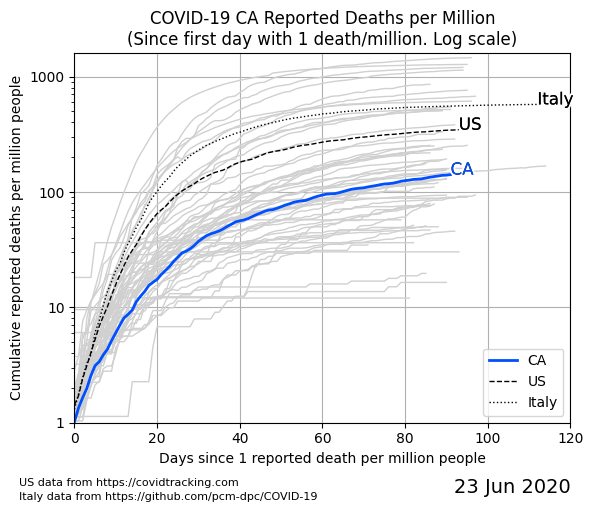 COVID-19 CA Reported Deaths per Million
(Since first day with 1 death/million. Log scale)
Cumulative reported deaths per million people
1000
100
10
1
Italy
US
CA
CA
US
Italy
0 20 40 60 80 100 120
Days since 1 reported death per million people
US data from https://covidtracking.com
Italy data from https://github.com/pcm-dpc/COVID-19
23 Jun 2020